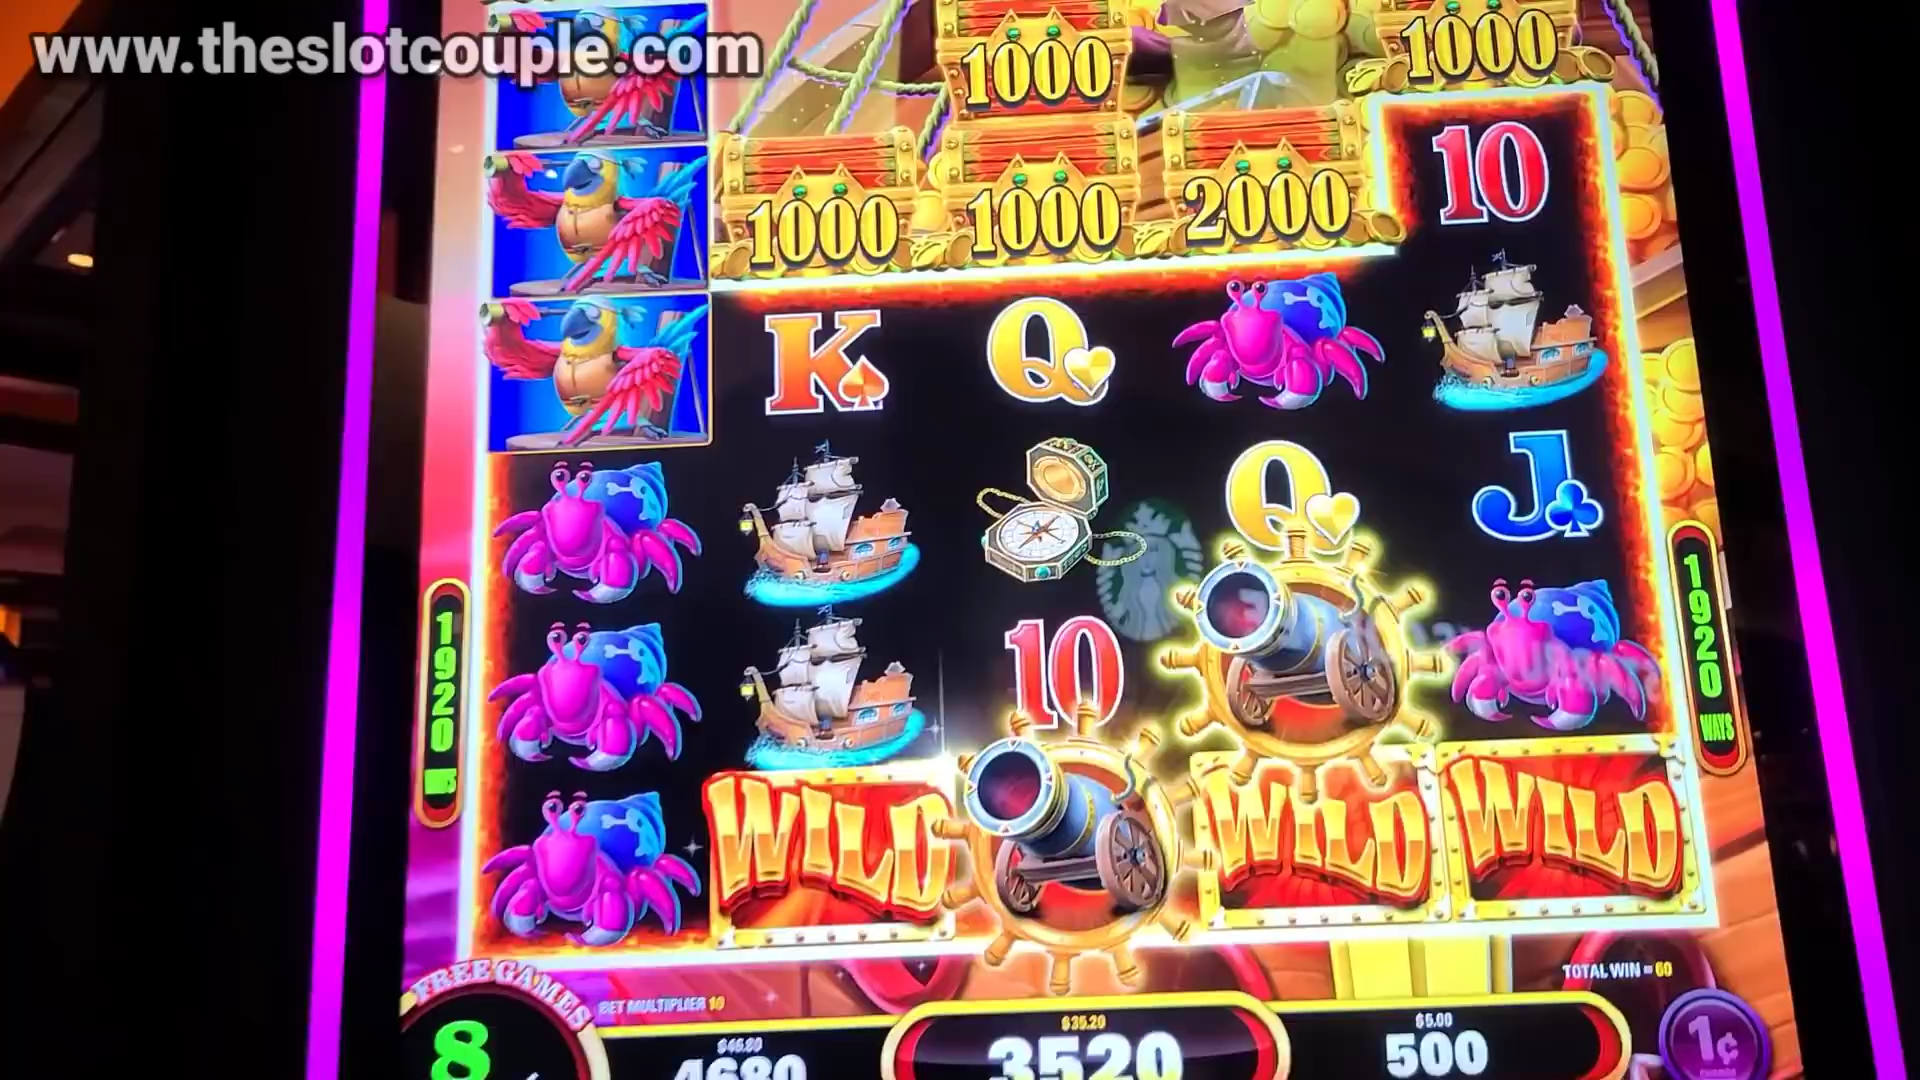 www.theslotcouple.com
1000
1000
1000
1000
2000
10
K
Q
Q
J
10
1920
1920
WAYS
WILD
WILD
WILD
FREE GAMES
8
BET MULTIPLIER 10
TOTAL WIN = 60
$46.80
4680
$35.20
3520
$5.00
500
1¢